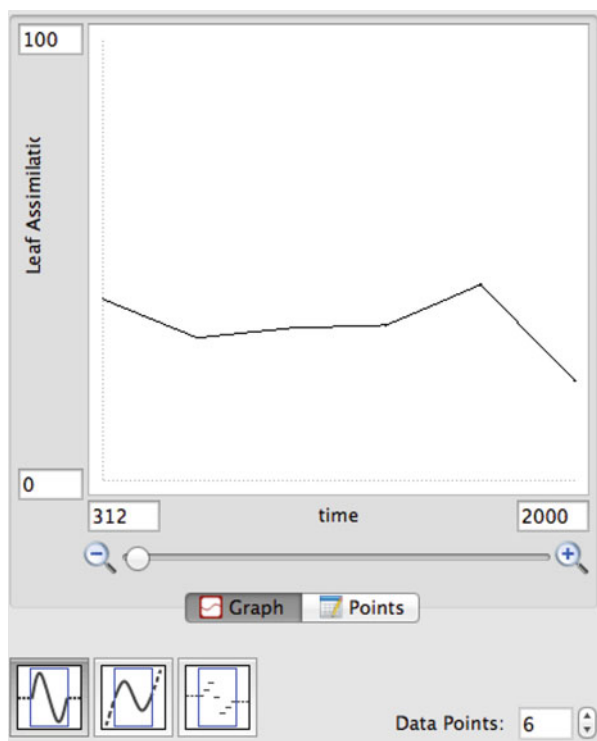 100
Leaf Assimilatic
0
312 time 2000
Graph Points
Data Points: 6